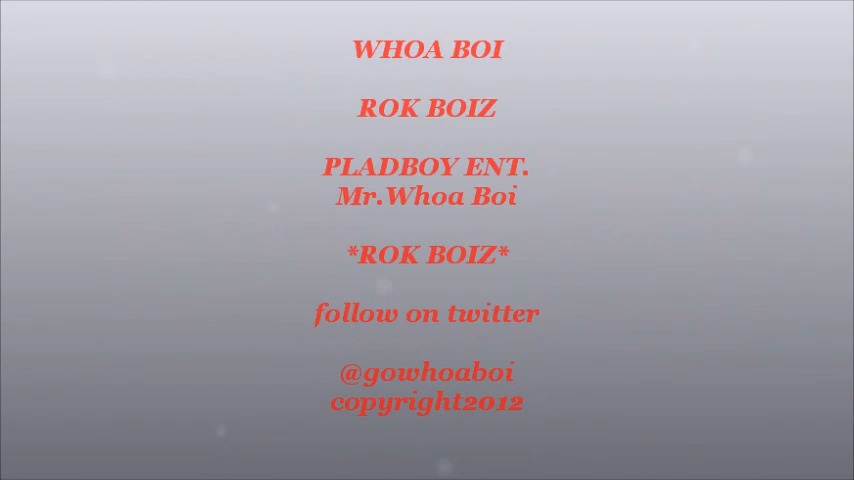 WHOA BOI
ROK BOIZ
PLADBOY ENT.
Mr.Whoa Boi
*ROK BOIZ*
follow on twitter
@gowhoaboi
copyright2012